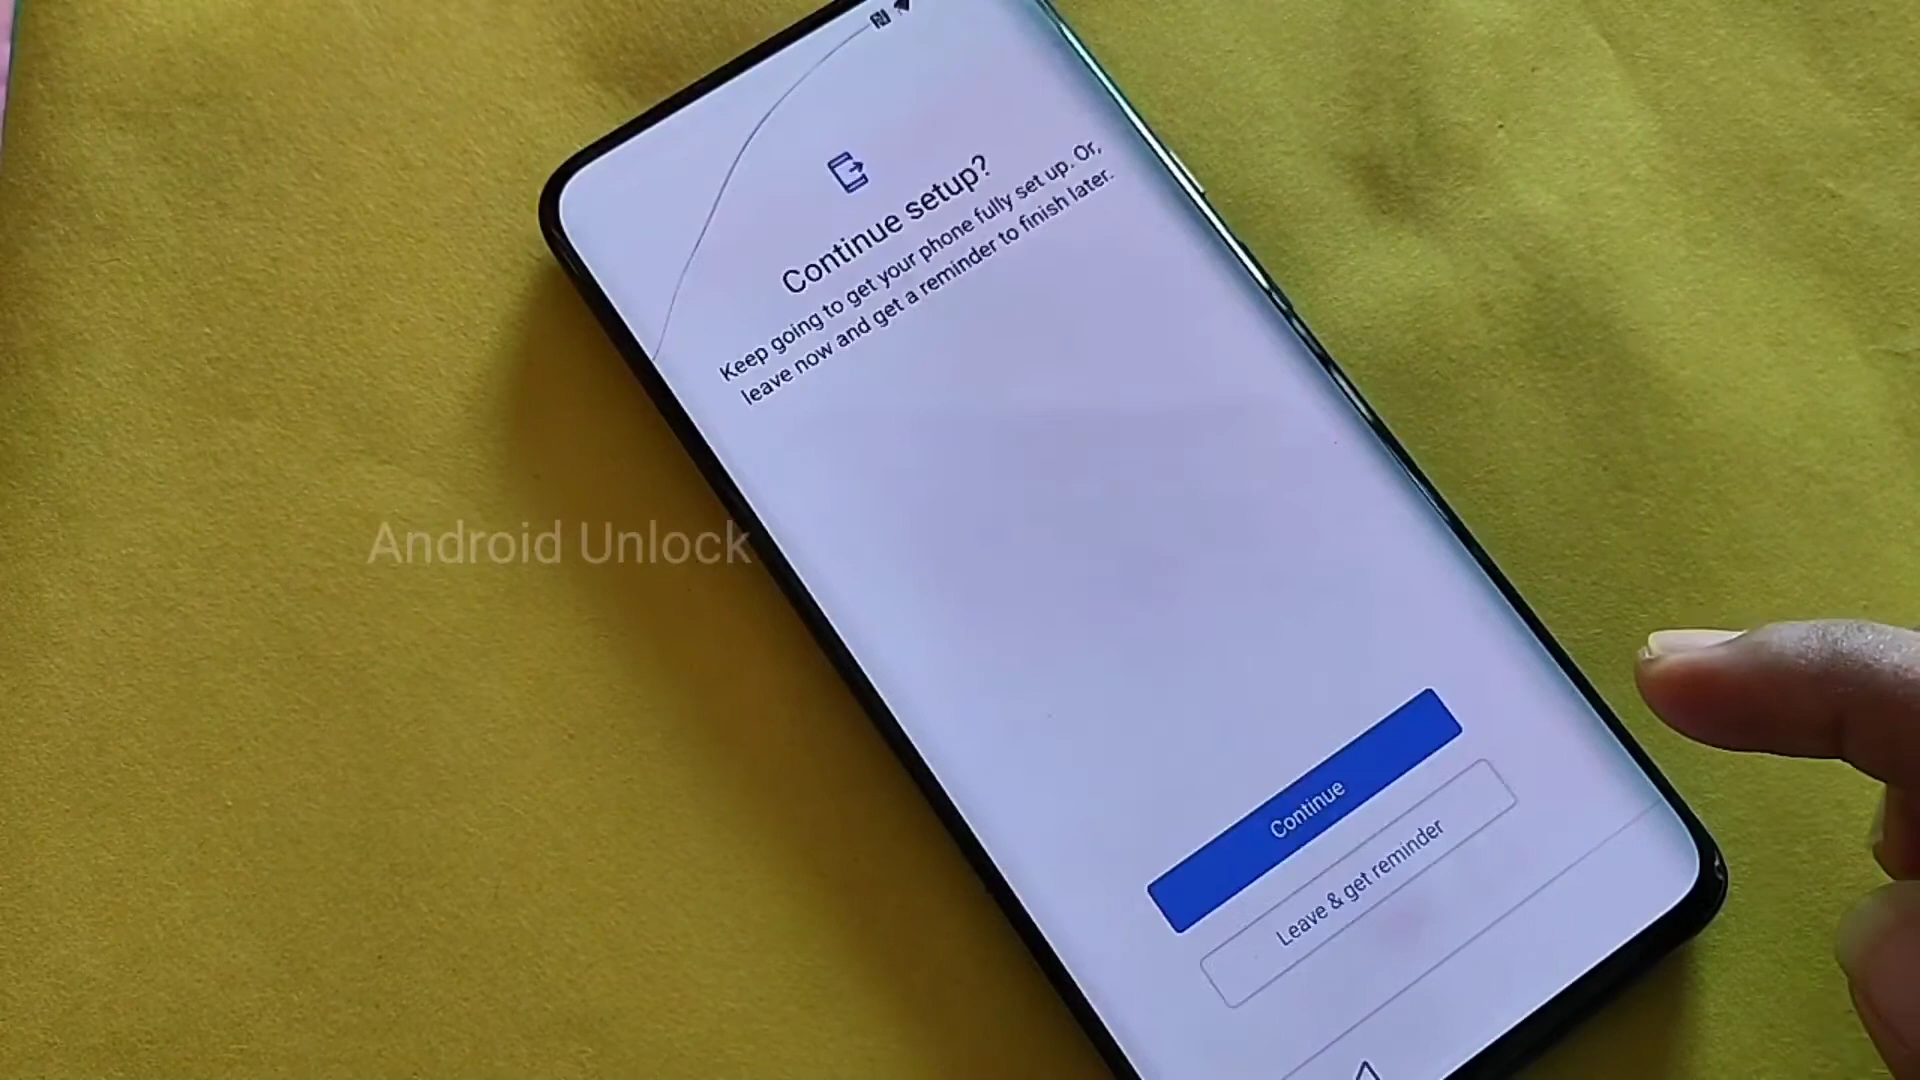 Continue setup?
Keep going to get your phone fully set up. Or,
leave now and get a reminder to finish later.
Android Unlock
Continue
Leave & get reminder